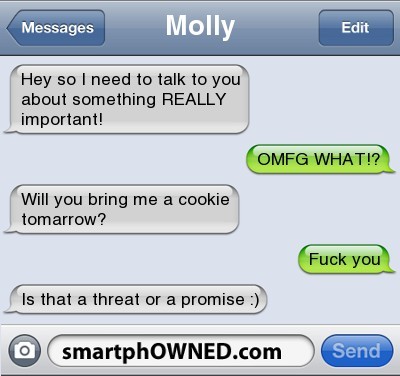 Messages
Molly
Edit
Hey so I need to talk to you
about something REALLY
important!
OMFG WHAT!?
Will you bring me a cookie
tomarrow?
Fuck you
Is that a threat or a promise :)
smartphOWNED.com
Send